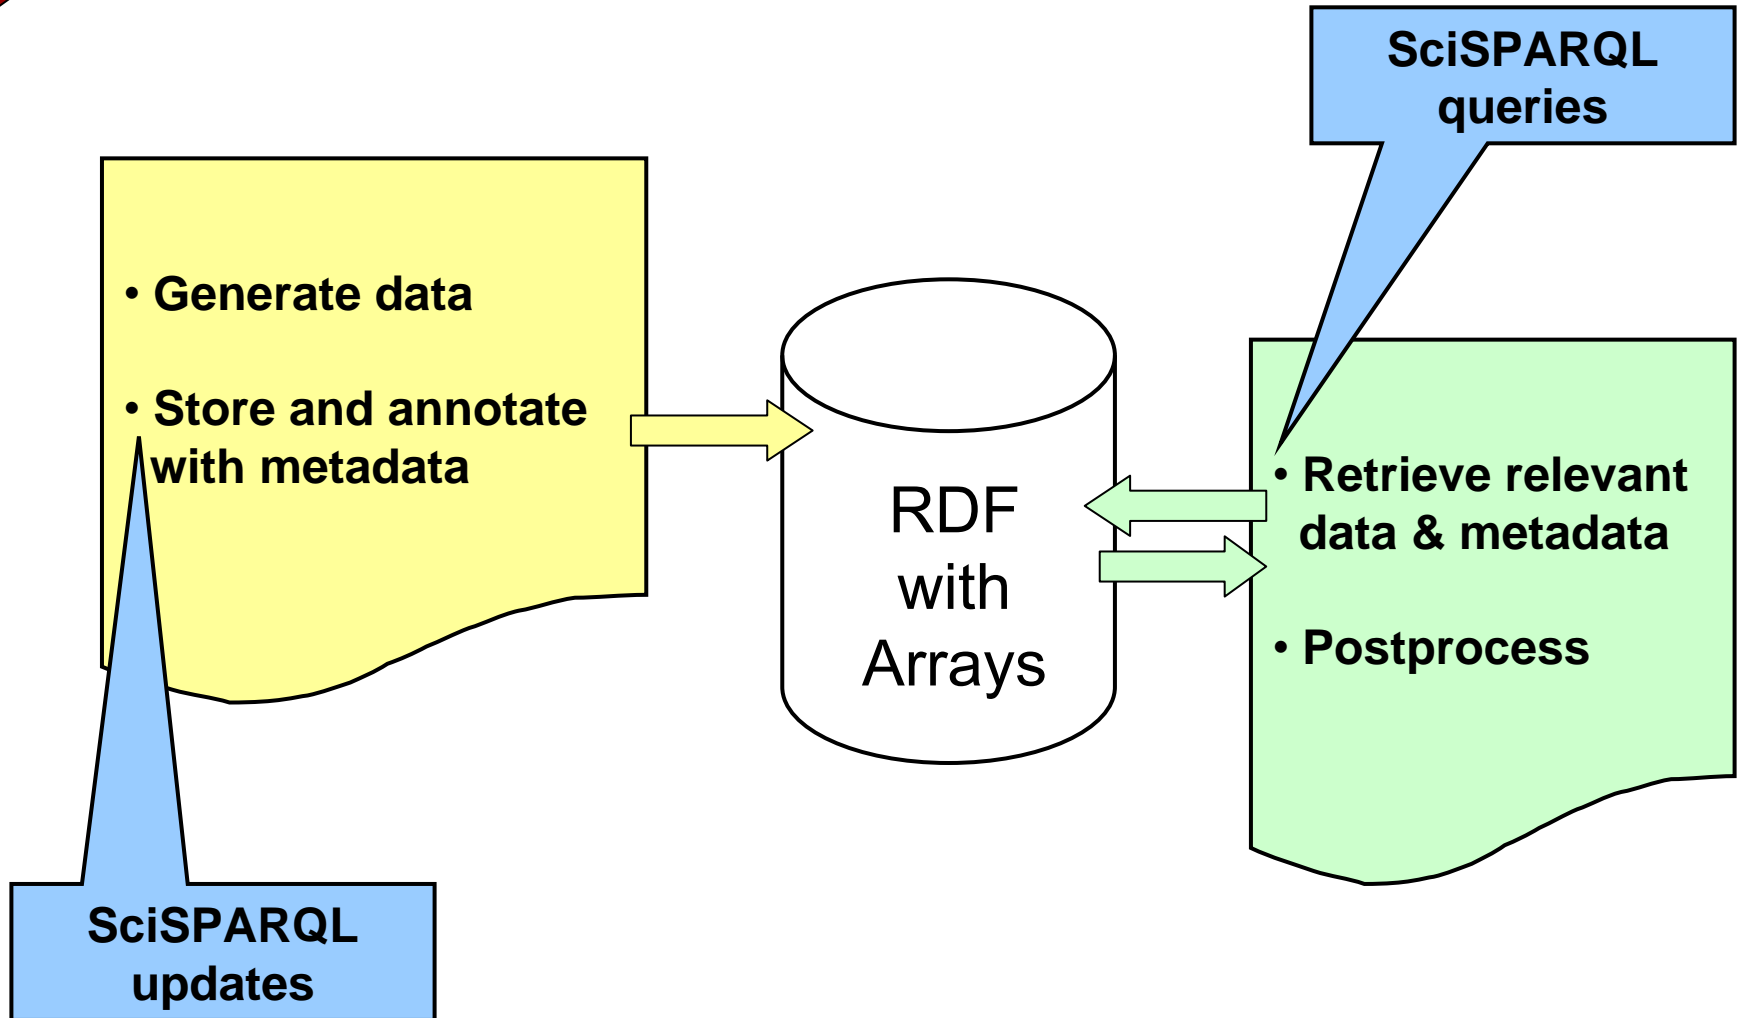 SciSPARQL
queries
• Generate data
• Store and annotate
with metadata
RDF
with
Arrays
• Retrieve relevant
data & metadata
• Postprocess
SciSPARQL
updates